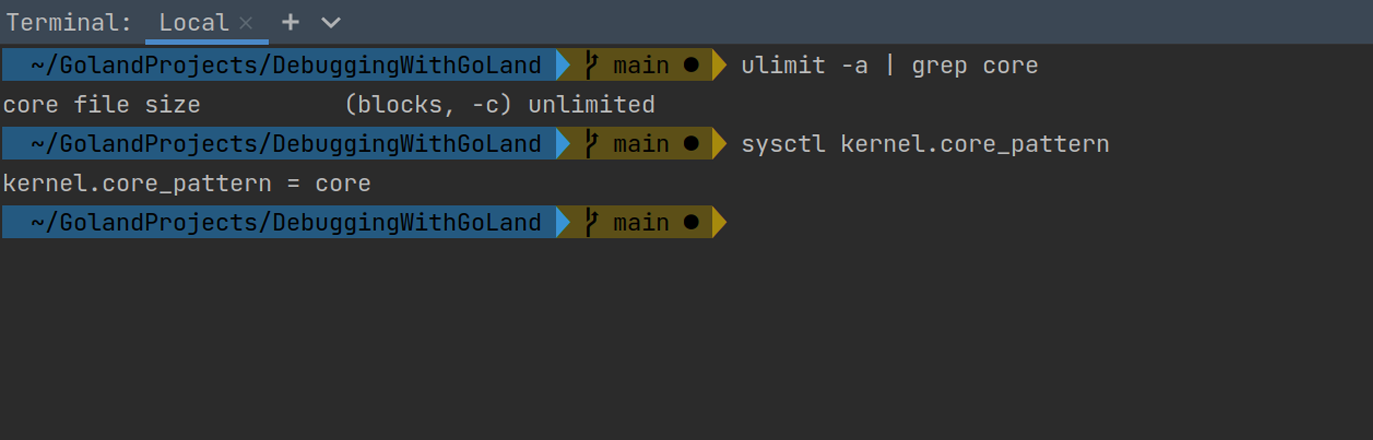 Terminal: Local × + 
~/GolandProjects/DebuggingWithGoLand main ● ulimit -a | grep core
core file size          (blocks, -c) unlimited
~/GolandProjects/DebuggingWithGoLand main ● sysctl kernel.core_pattern
kernel.core_pattern = core
~/GolandProjects/DebuggingWithGoLand main ●